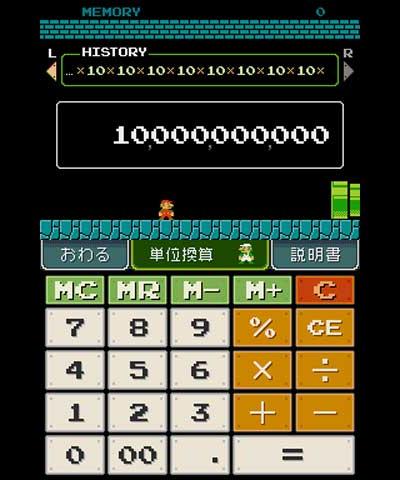 MEMORY 0
L HISTORY R
…×10×10×10×10×10×10×10×10×
10,000,000,000
おわる 単位換算 説明書
MC MR M- M+ C
7 8 9 % CE
4 5 6 × ÷
1 2 3 + -
0 00 . =